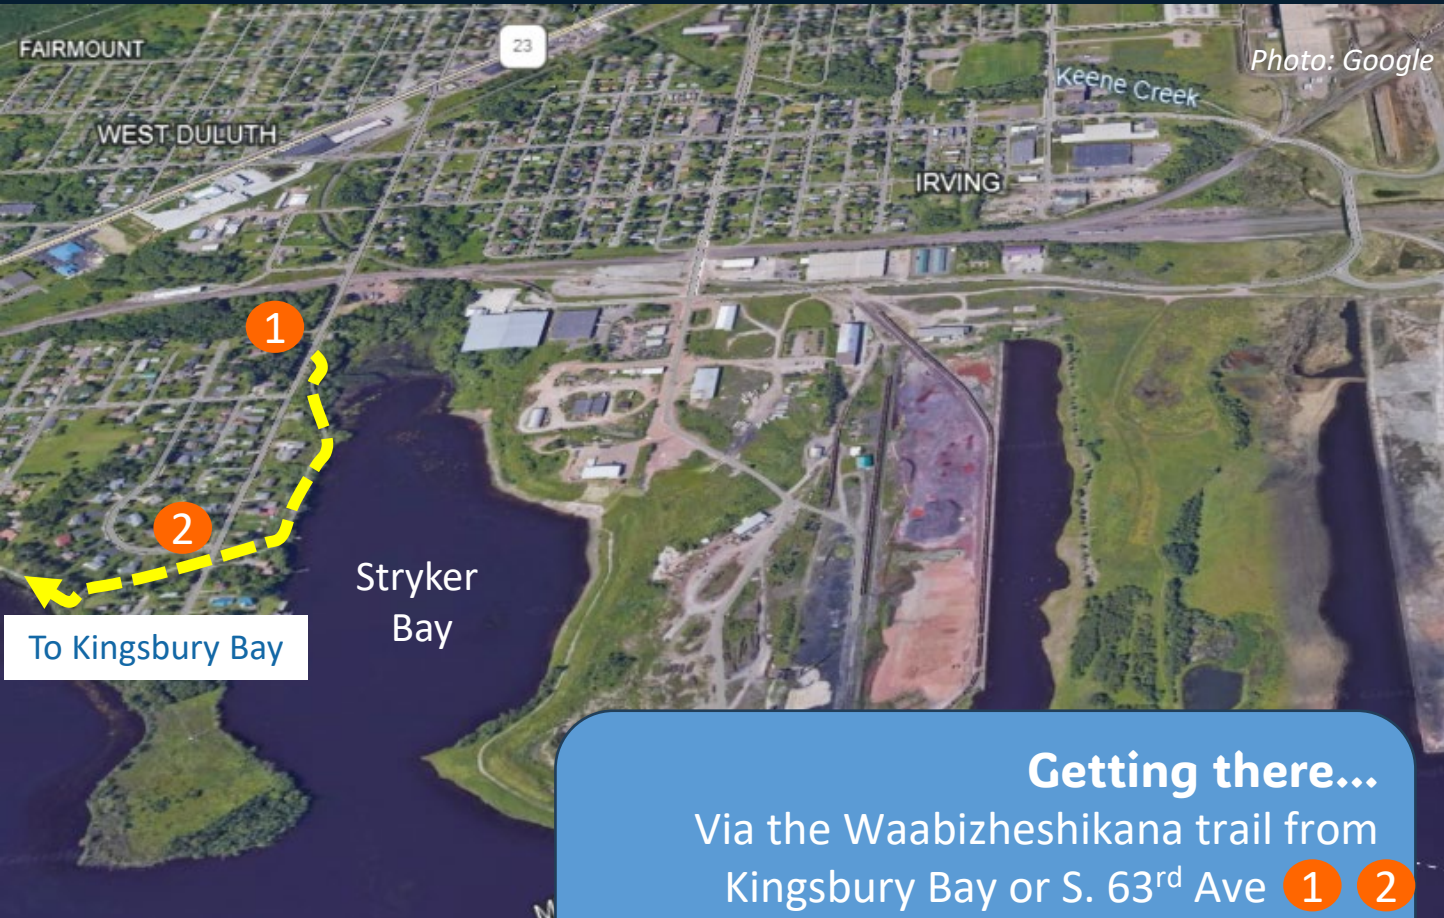 FAIRMOUNT
23
Photo: Google
Keene Creek
WEST DULUTH
IRVING
1
2
Stryker
Bay
To Kingsbury Bay
Getting there...
Via the Waabizheshikana trail from
Kingsbury Bay or S. 63rd Ave 1 2